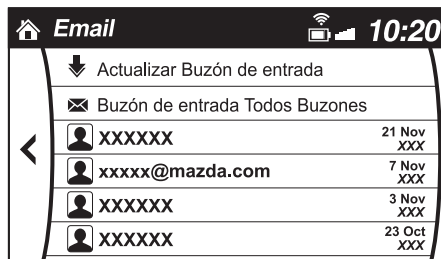 Email 10:20
Actualizar Buzón de entrada
Buzón de entrada Todos Buzones
XXXXXX 21 Nov
XXX
xxxxx@mazda.com 7 Nov
XXX
XXXXXX 3 Nov
XXX
XXXXXX 23 Oct
XXX